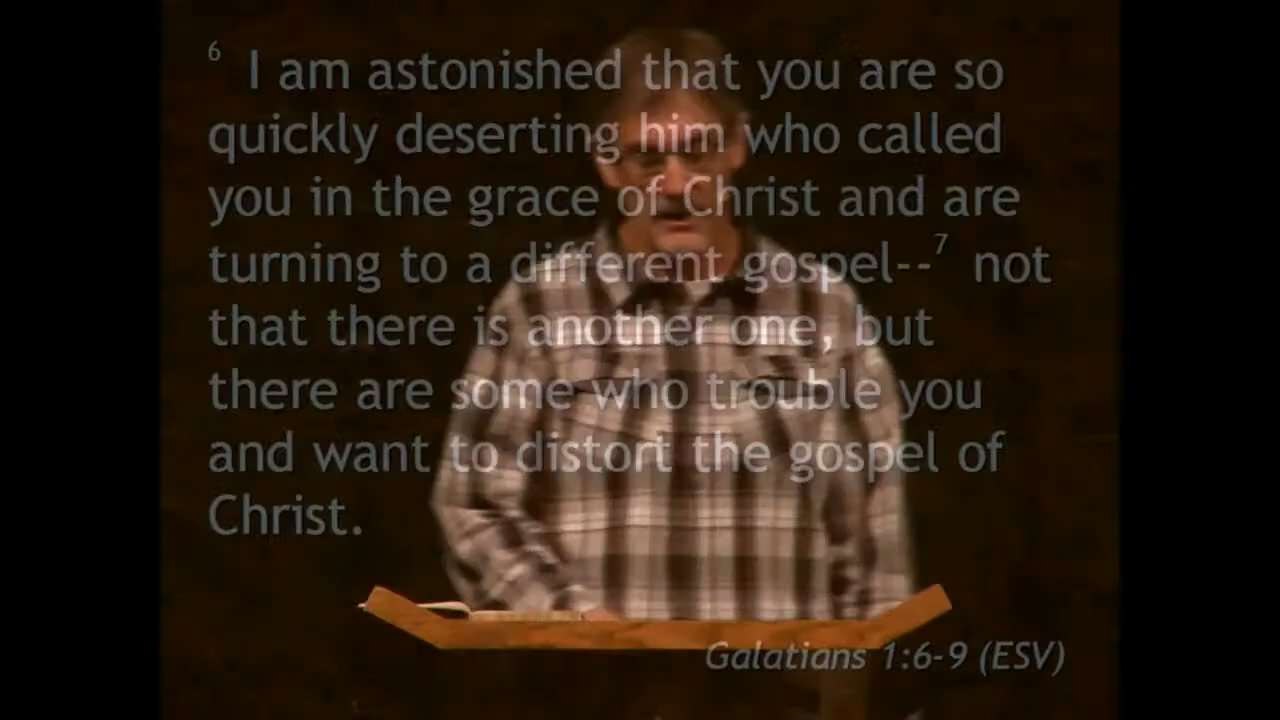 6 I am astonished that you are so
quickly deserting him who called
you in the grace of Christ and are
turning to a different gospel--7 not
that there is another one, but
there are some who trouble you
and want to distort the gospel of
Christ.
Galatians 1:6-9 (ESV)